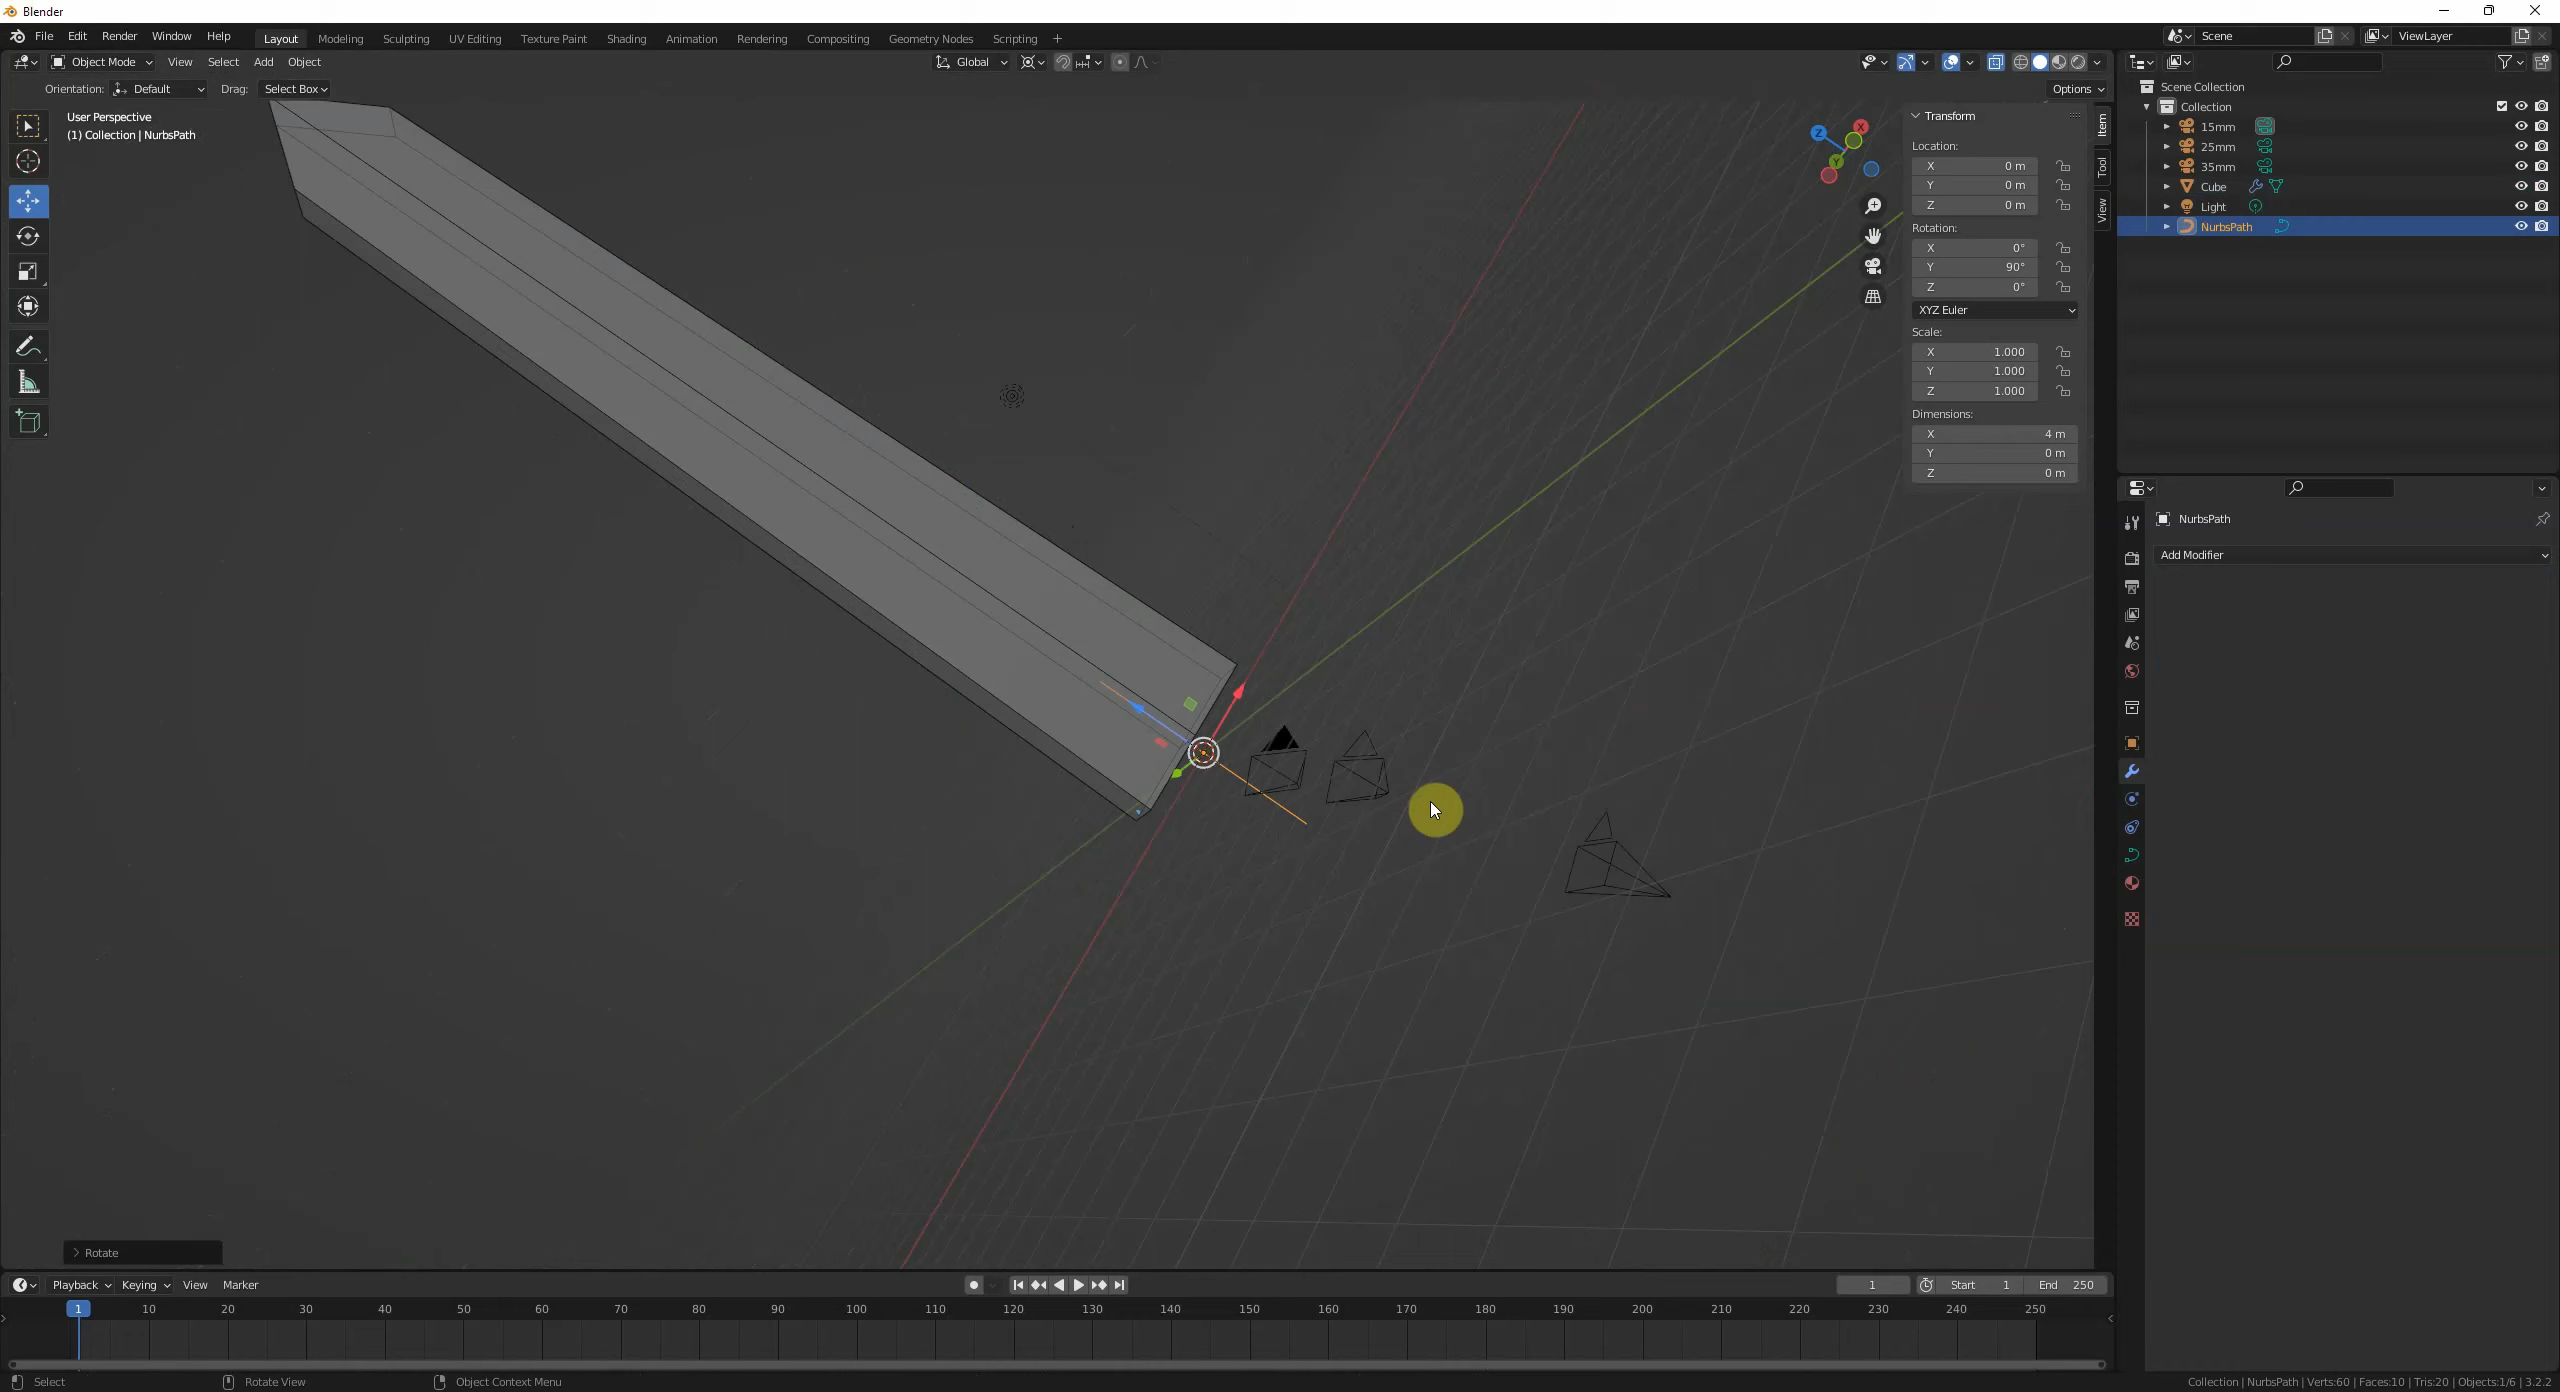 Blender
File Edit Render Window Help Layout Modeling Sculpting UV Editing Texture Paint Shading Animation Rendering Compositing Geometry Nodes Scripting + Scene ViewLayer
Object Mode View Select Add Object Global
Orientation: Default Drag: Select Box Options
User Perspective
(1) Collection | NurbsPath
Transform
Location:
X 0 m
Y 0 m
Z 0 m
Rotation:
X 0°
Y 90°
Z 0°
XYZ Euler
Scale:
X 1.000
Y 1.000
Z 1.000
Dimensions:
X 4 m
Y 0 m
Z 0 m
Item
Tool
View
Z
X
Y
Scene Collection
Collection
15mm
25mm
35mm
Cube
Light
NurbsPath
NurbsPath
Add Modifier
Rotate
Playback Keying View Marker 1 Start 1 End 250
1 10 20 30 40 50 60 70 80 90 100 110 120 130 140 150 160 170 180 190 200 210 220 230 240 250
Select Rotate View Object Context Menu Collection | NurbsPath | Verts:60 | Faces:10 | Tris:20 | Objects:1/6 | 3.2.2